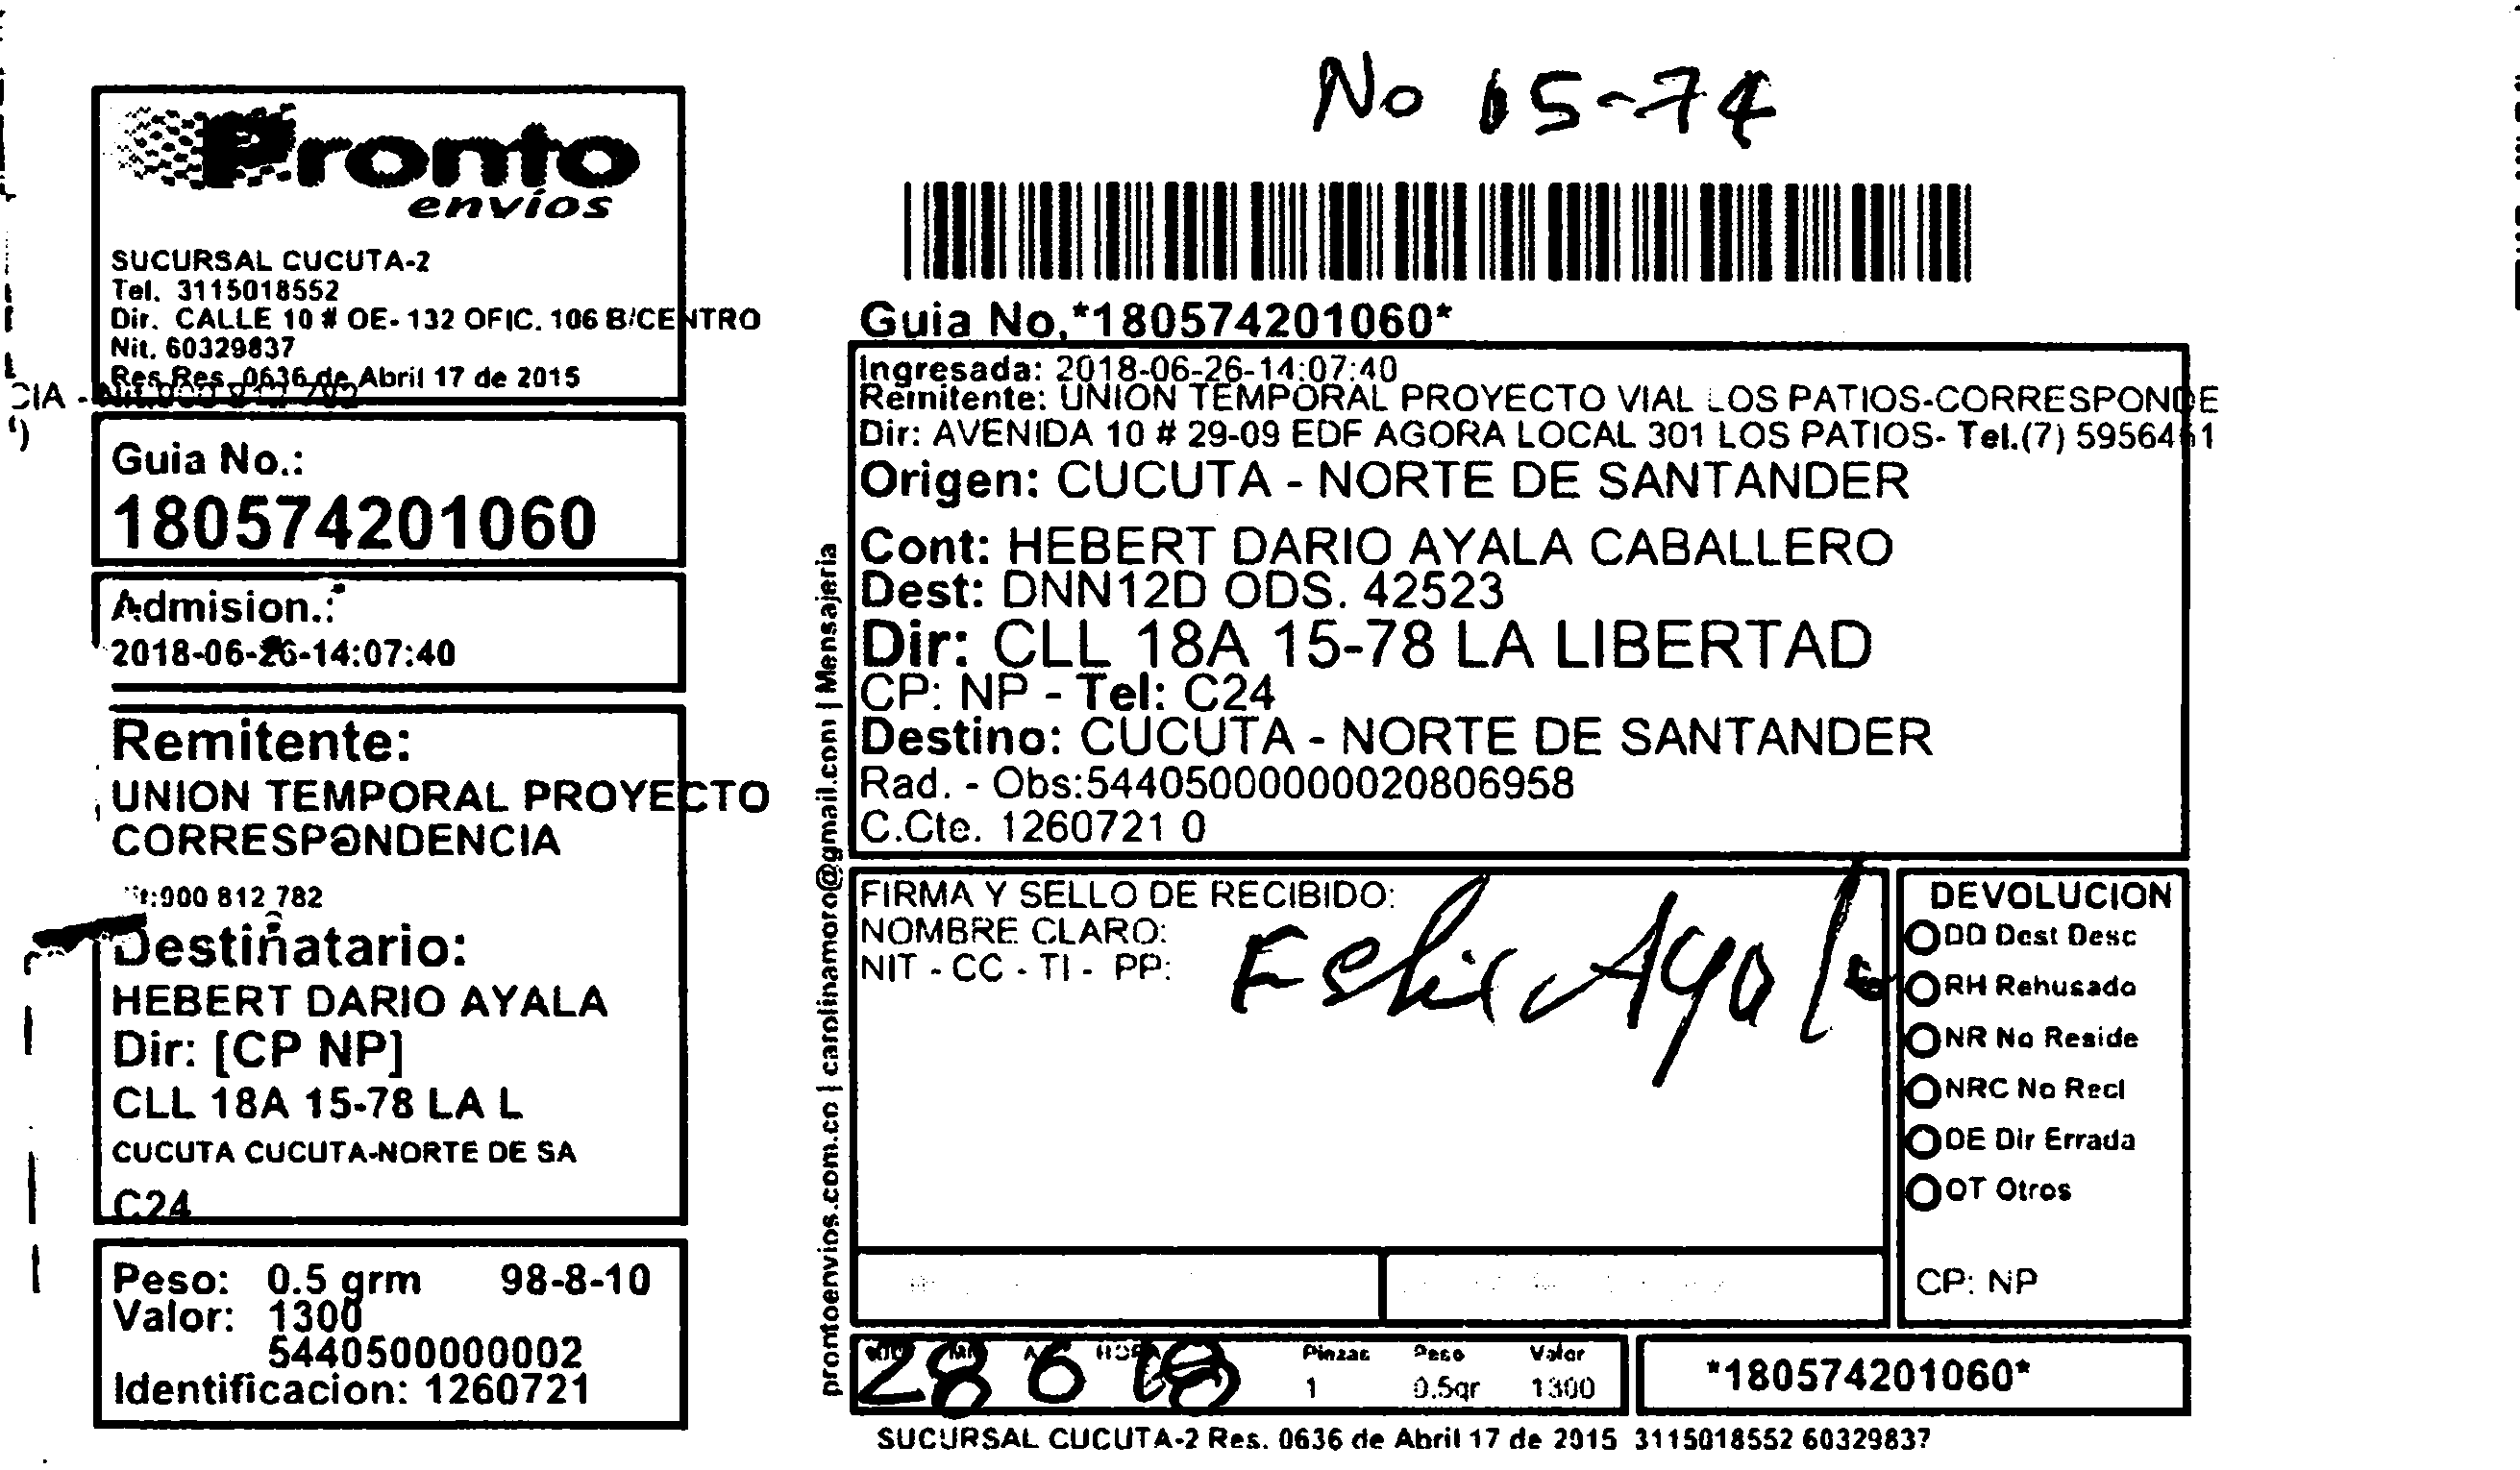 No 15-74
Pronto
envíos
SUCURSAL CUCUTA-2
Tel. 3115018552
Dir. CALLE 10 # OE-132 OFIC. 106 B/CENTRO
Nit. 60329837
Res Res. 0636 de Abril 17 de 2015
CIA -
Guia No.:
180574201060
Admision.:
2018-06-26-14:07:40
Remitente:
UNION TEMPORAL PROYECTO
CORRESPONDENCIA
:900 812 782
Destinatario:
HEBERT DARIO AYALA
Dir: [CP NP]
CLL 18A 15-78 LA L
CUCUTA CUCUTA-NORTE DE SA
C24
Peso: 0.5 grm 98-8-10
Valor: 1300
5440500000002
Identificacion: 1260721
prontoenvios.com.co | carolinamoro@gmail.com | Mensajeria
Guia No.*180574201060*
Ingresada: 2018-06-26-14:07:40
Remitente: UNION TEMPORAL PROYECTO VIAL LOS PATIOS-CORRESPONDE
Dir: AVENIDA 10 # 29-09 EDF AGORA LOCAL 301 LOS PATIOS- Tel.(7) 5956461
Origen: CUCUTA - NORTE DE SANTANDER
Cont: HEBERT DARIO AYALA CABALLERO
Dest: DNN12D ODS. 42523
Dir: CLL 18A 15-78 LA LIBERTAD
CP: NP - Tel: C24
Destino: CUCUTA - NORTE DE SANTANDER
Rad. - Obs:544050000000020806958
C.Cte. 1260721 0
FIRMA Y SELLO DE RECIBIDO:
NOMBRE CLARO:
NIT - CC - TI - PP:
Felix Ayala
DEVOLUCION
DD Dest Desc
RH Rehusado
NR No Reside
NRC No Recl
DE Dir Errada
OT Otros
CP: NP
28 6 18
Piezas Peso Valor
1 0.5gr 1300
*180574201060*
SUCURSAL CUCUTA-2 Res. 0636 de Abril 17 de 2015 3115018552 60329837